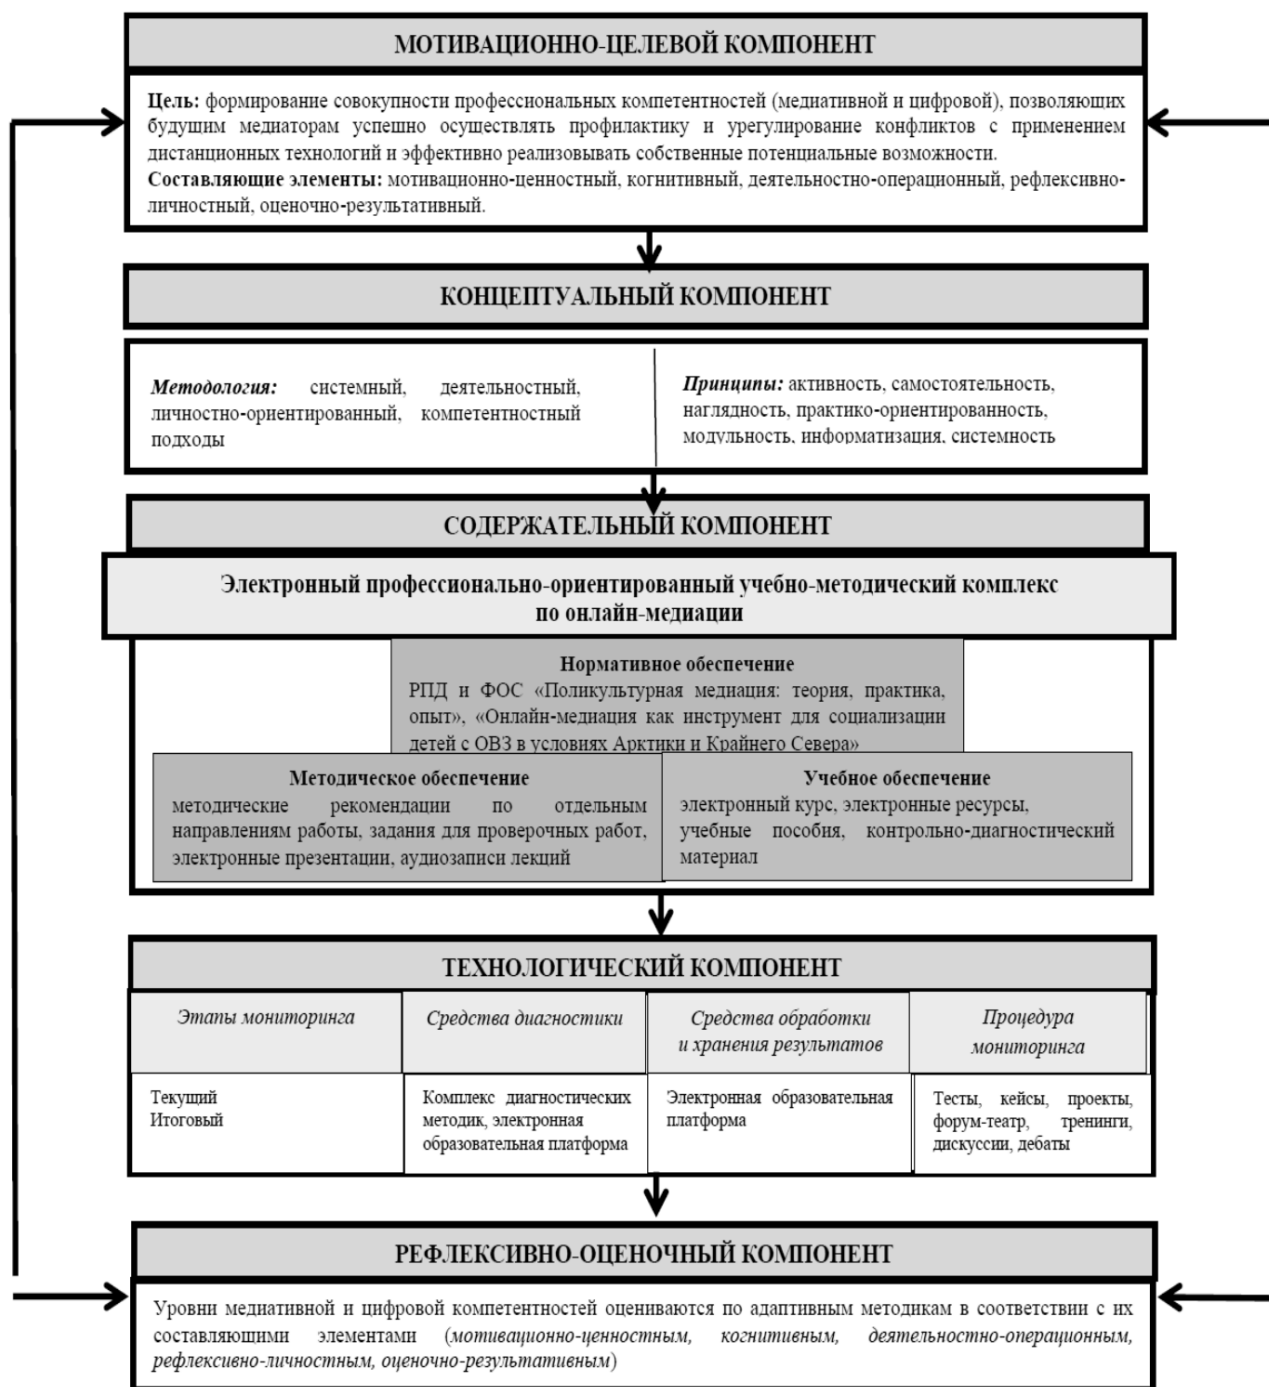 МОТИВАЦИОННО-ЦЕЛЕВОЙ КОМПОНЕНТ
Цель: формирование совокупности профессиональных компетентностей (медиативной и цифровой), позволяющих
будущим медиаторам успешно осуществлять профилактику и урегулирование конфликтов с применением
дистанционных технологий и эффективно реализовывать собственные потенциальные возможности.
Составляющие элементы: мотивационно-ценностный, когнитивный, деятельностно-операционный, рефлексивно-
личностный, оценочно-результативный.
КОНЦЕПТУАЛЬНЫЙ КОМПОНЕНТ
Методология: системный, деятельностный,
личностно-ориентированный, компетентностный
подходы
Принципы: активность, самостоятельность,
наглядность, практико-ориентированность,
модульность, информатизация, системность
СОДЕРЖАТЕЛЬНЫЙ КОМПОНЕНТ
Электронный профессионально-ориентированный учебно-методический комплекс
по онлайн-медиации
Нормативное обеспечение
РПД и ФОС «Поликультурная медиация: теория, практика,
опыт», «Онлайн-медиация как инструмент для социализации
детей с ОВЗ в условиях Арктики и Крайнего Севера»
Методическое обеспечение
методические рекомендации по отдельным
направлениям работы, задания для проверочных работ,
электронные презентации, аудиозаписи лекций
Учебное обеспечение
электронный курс, электронные ресурсы,
учебные пособия, контрольно-диагностический
материал
ТЕХНОЛОГИЧЕСКИЙ КОМПОНЕНТ
Этапы мониторинга
Средства диагностики
Средства обработки
и хранения результатов
Процедура
мониторинга
Текущий
Итоговый
Комплекс диагностических
методик, электронная
образовательная платформа
Электронная образовательная
платформа
Тесты, кейсы, проекты,
форум-театр, тренинги,
дискуссии, дебаты
РЕФЛЕКСИВНО-ОЦЕНОЧНЫЙ КОМПОНЕНТ
Уровни медиативной и цифровой компетентностей оцениваются по адаптивным методикам в соответствии с их
составляющими элементами (мотивационно-ценностным, когнитивным, деятельностно-операционным,
рефлексивно-личностным, оценочно-результативным)